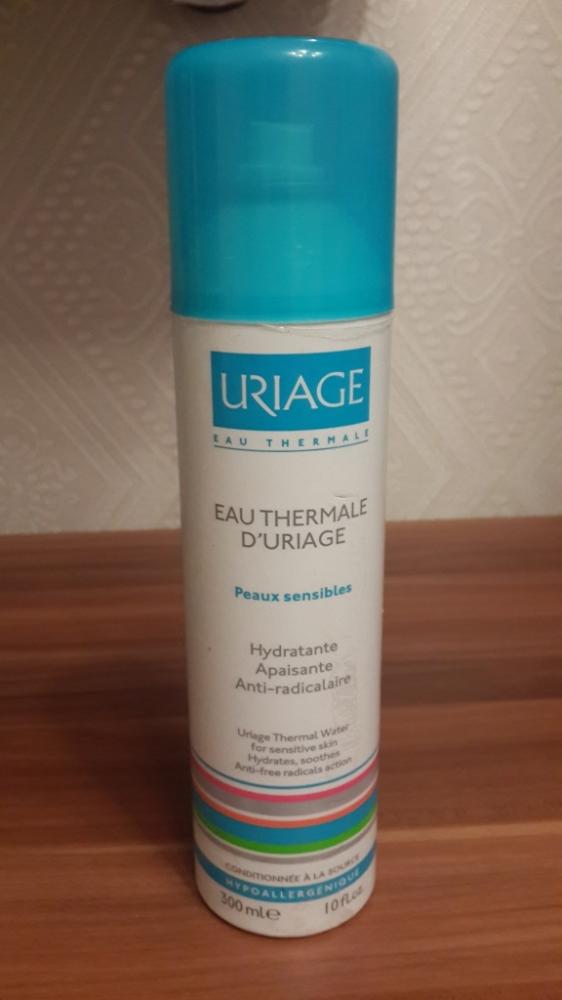 URIAGE
EAU THERMALE
EAU THERMALE
D'URIAGE
Peaux sensibles
Hydratante
Apaisante
Anti-radicalaire
Uriage Thermal Water
for sensitive skin
Hydrates, soothes
Anti-free radicals action
CONDITIONNÉE À LA SOURCE
HYPOALLERGÉNIQUE
300 ml e 10 fl.oz.